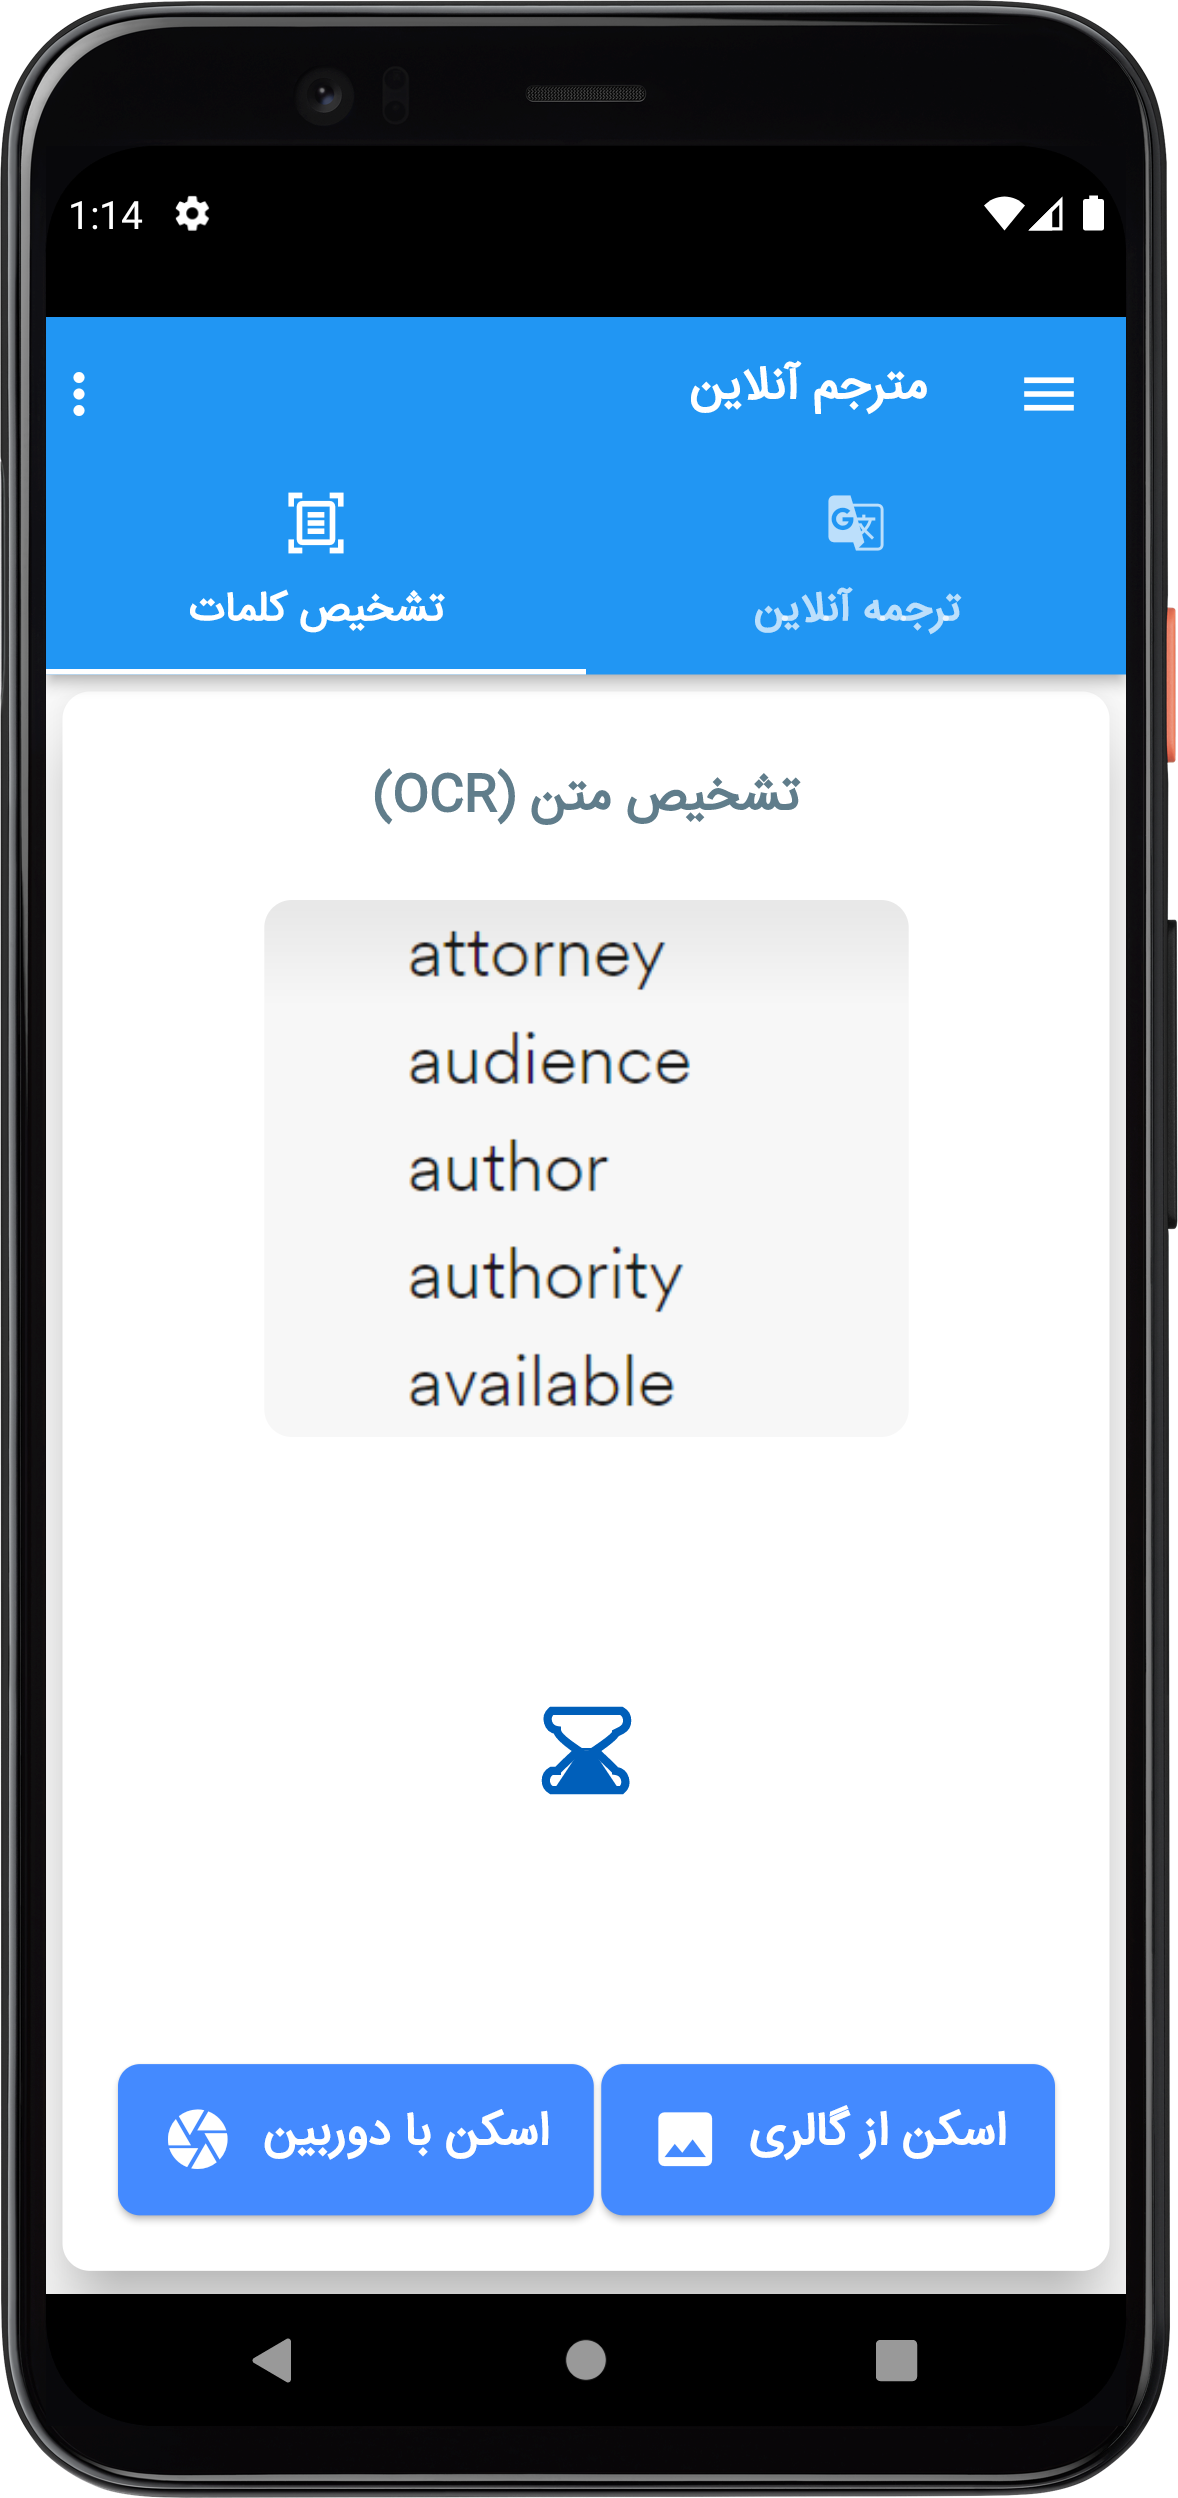 1:14
مترجم آنلاین
ترجمه آنلاین
تشخیص کلمات
تشخیص متن (OCR)
attorney
audience
author
authority
available
اسکن از گالری
اسکن با دوربین